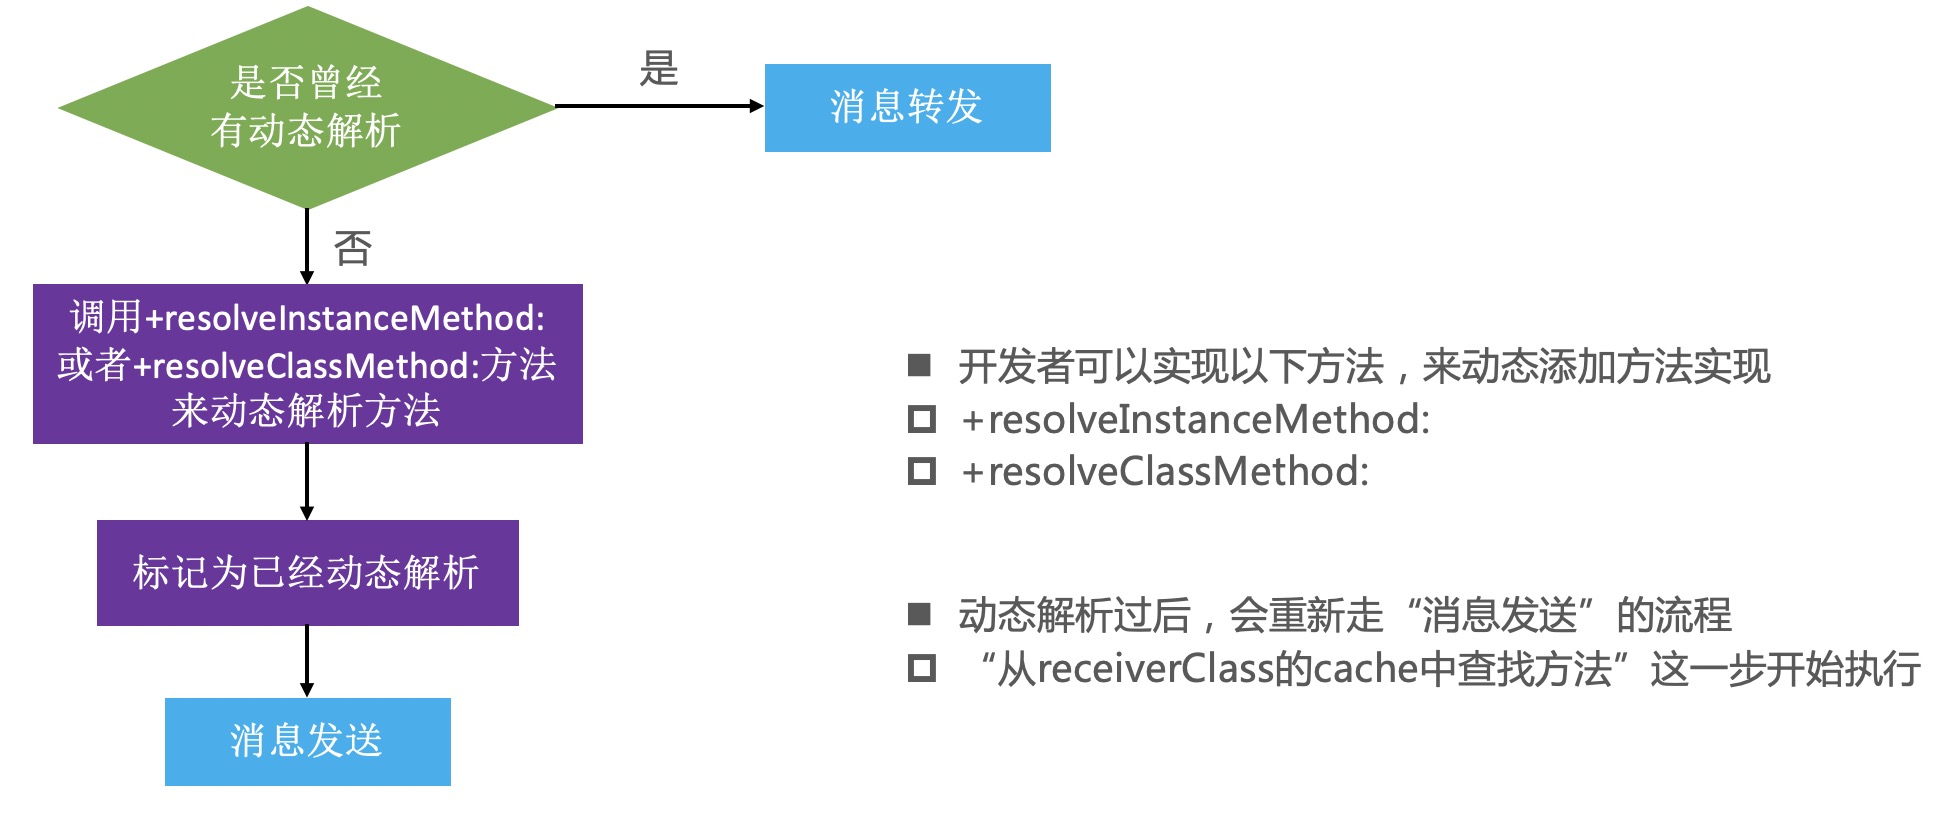 是否曾经
有动态解析
是
消息转发
否
调用+resolveInstanceMethod:
或者+resolveClassMethod:方法
来动态解析方法
标记为已经动态解析
消息发送
开发者可以实现以下方法，来动态添加方法实现
+resolveInstanceMethod:
+resolveClassMethod:
动态解析过后，会重新走“消息发送”的流程
“从receiverClass的cache中查找方法”这一步开始执行